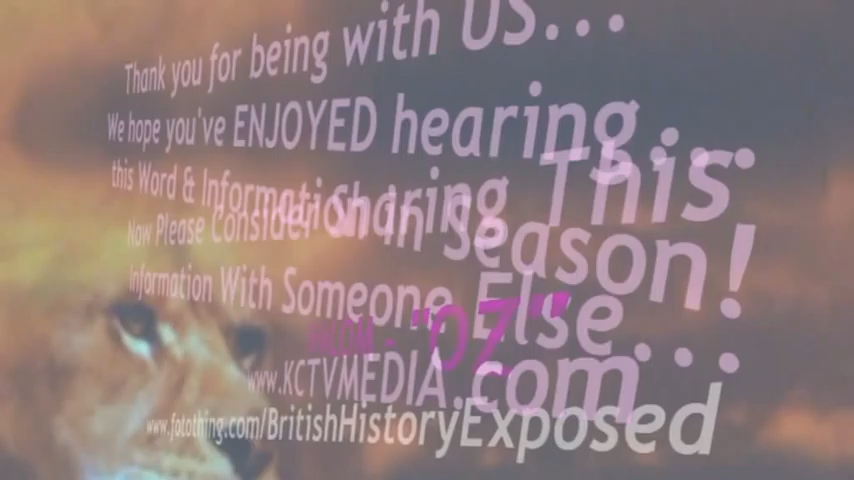 Thank you for being with US...
We hope you've ENJOYED hearing...
this Word & Information In Season!
Now Please Consider Sharing This
Information With Someone Else...
SHALOM - "OZ"
www.KCTVMEDIA.com
www.fotothing.com/BritishHistoryExposed